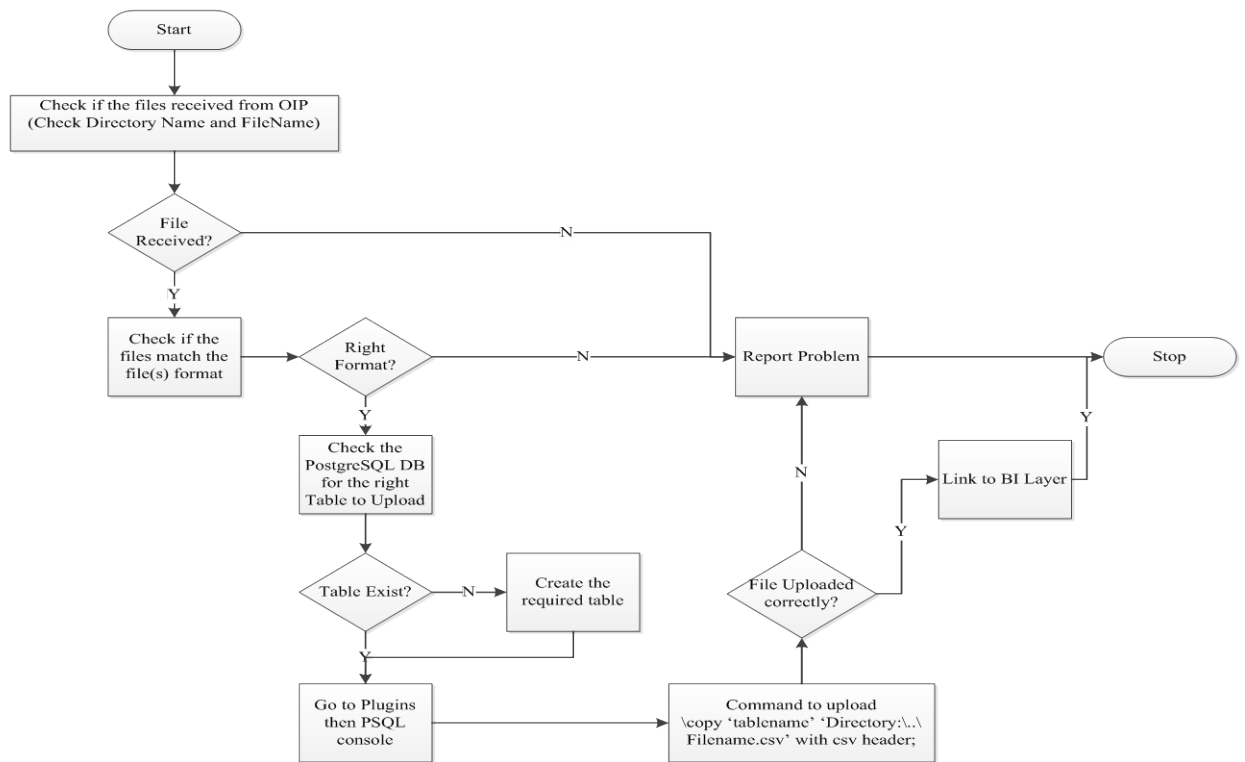 Start
Check if the files received from OIP
(Check Directory Name and FileName)
File
Received?
N
Y
Check if the
files match the
file(s) format
Right
Format?
N
Report Problem
Stop
Y
Y
Check the
PostgreSQL DB
for the right
Table to Upload
N
Link to BI Layer
Y
Table Exist?
N
Create the
required table
File Uploaded
correctly?
Y
Go to Plugins
then PSQL
console
Command to upload
\copy ‘tablename’ ‘Directory:\..\
Filename.csv’ with csv header;